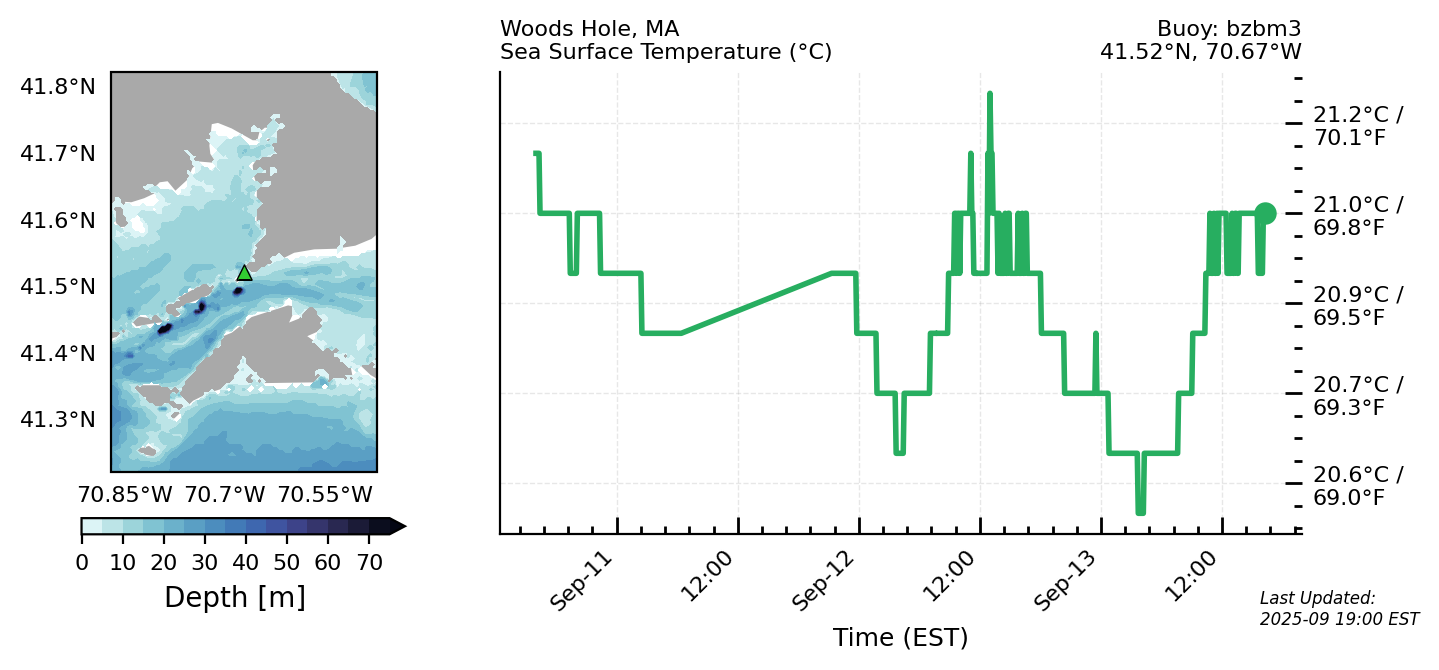 Woods Hole, MA
Sea Surface Temperature (°C)
Buoy: bzbm3
41.52°N, 70.67°W
41.8°N
41.7°N
41.6°N
41.5°N
41.4°N
41.3°N
70.85°W 70.7°W 70.55°W
0 10 20 30 40 50 60 70
Depth [m]
21.2°C /
70.1°F
21.0°C /
69.8°F
20.9°C /
69.5°F
20.7°C /
69.3°F
20.6°C /
69.0°F
Sep-11
12:00
Sep-12
12:00
Sep-13
12:00
Time (EST)
Last Updated:
2025-09 19:00 EST